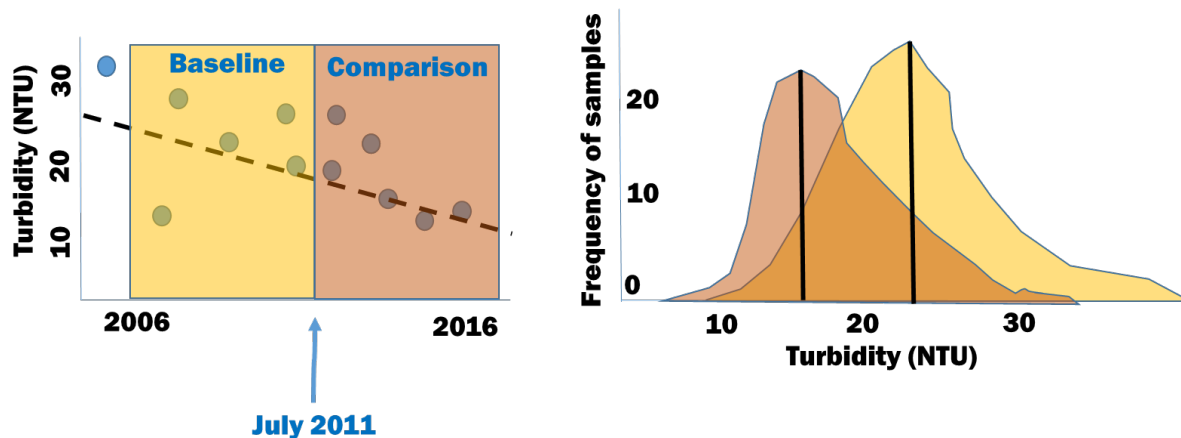 Turbidity (NTU)
30
20
10
Baseline
Comparison
2006
2016
July 2011
Frequency of samples
20
10
0
10
20
30
Turbidity (NTU)